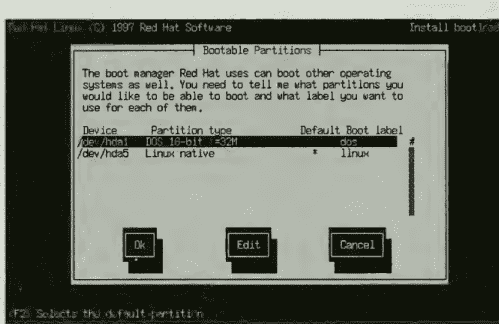 Red Hat Linux (C) 1997 Red Hat Software Install bootloader
Bootable Partitions
The boot manager Red Hat uses can boot other operating
systems as well. You need to tell me what partitions you
would like to be able to boot and what label you want to
use for each of them.
Device Partition type Default Boot label
/dev/hda1 DOS 16-bit >=32M dos
/dev/hda5 Linux native * linux
Ok Edit Cancel
<F2> Selects the default partition